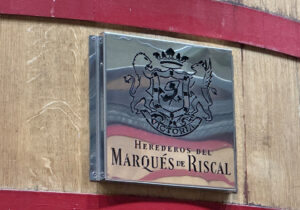 VICTORIA
HEREDEROS DEL
MARQUÉS DE RISCAL